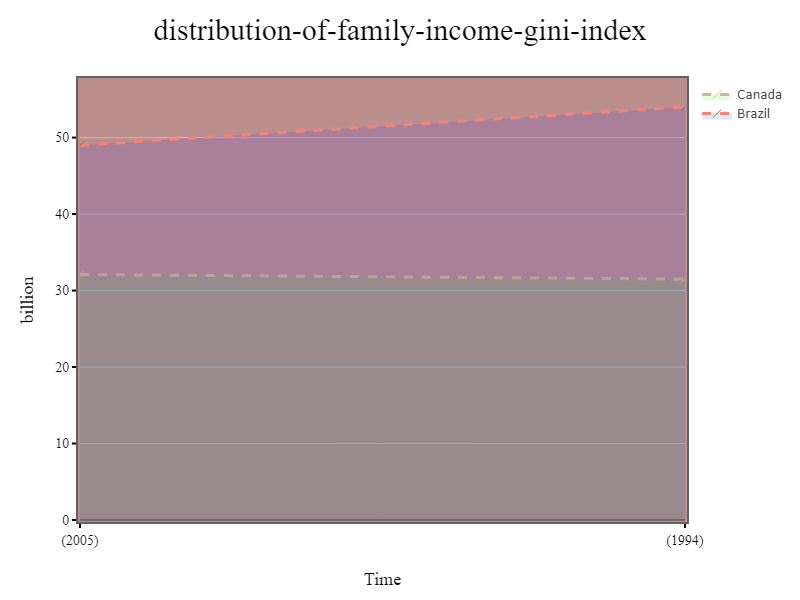 distribution-of-family-income-gini-index
Canada
Brazil
50
40
30
20
10
0
billion
(2005)
(1994)
Time